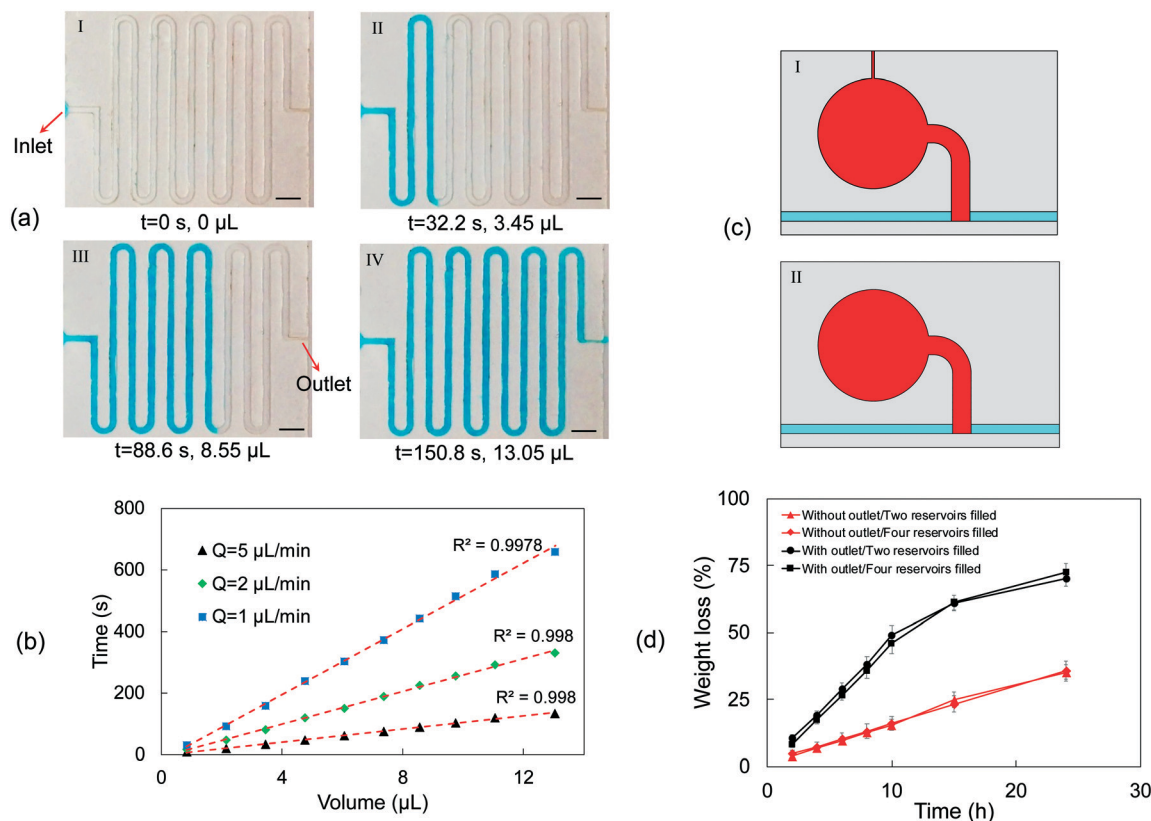 (a)
I
Inlet
t=0 s, 0 µL
II
t=32.2 s, 3.45 µL
III
Outlet
t=88.6 s, 8.55 µL
IV
t=150.8 s, 13.05 µL
(b)
Time (s)
800
600
400
200
0
Q=5 µL/min
Q=2 µL/min
Q=1 µL/min
R² = 0.9978
R² = 0.998
R² = 0.998
0 4 8 12
Volume (µL)
(c)
I
II
(d)
Weight loss (%)
100
75
50
25
0
Without outlet/Two reservoirs filled
Without outlet/Four reservoirs filled
With outlet/Two reservoirs filled
With outlet/Four reservoirs filled
0 10 20 30
Time (h)